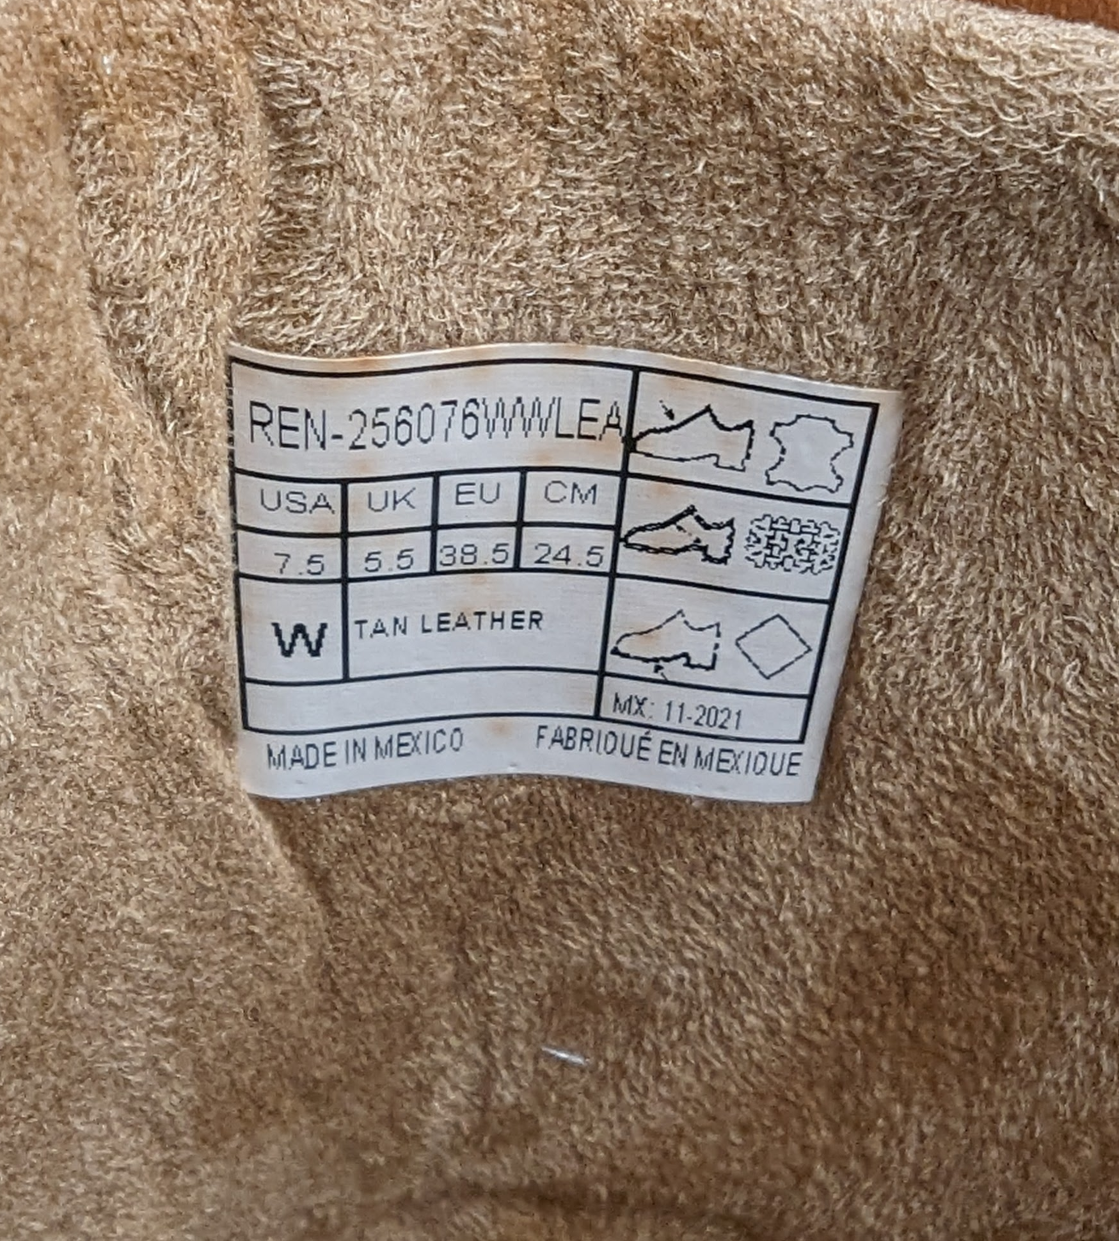 REN-256076WWLEA
USA UK EU CM
7.5 5.5 38.5 24.5
W TAN LEATHER
MX: 11-2021
MADE IN MEXICO FABRIQUÉ EN MEXIQUE